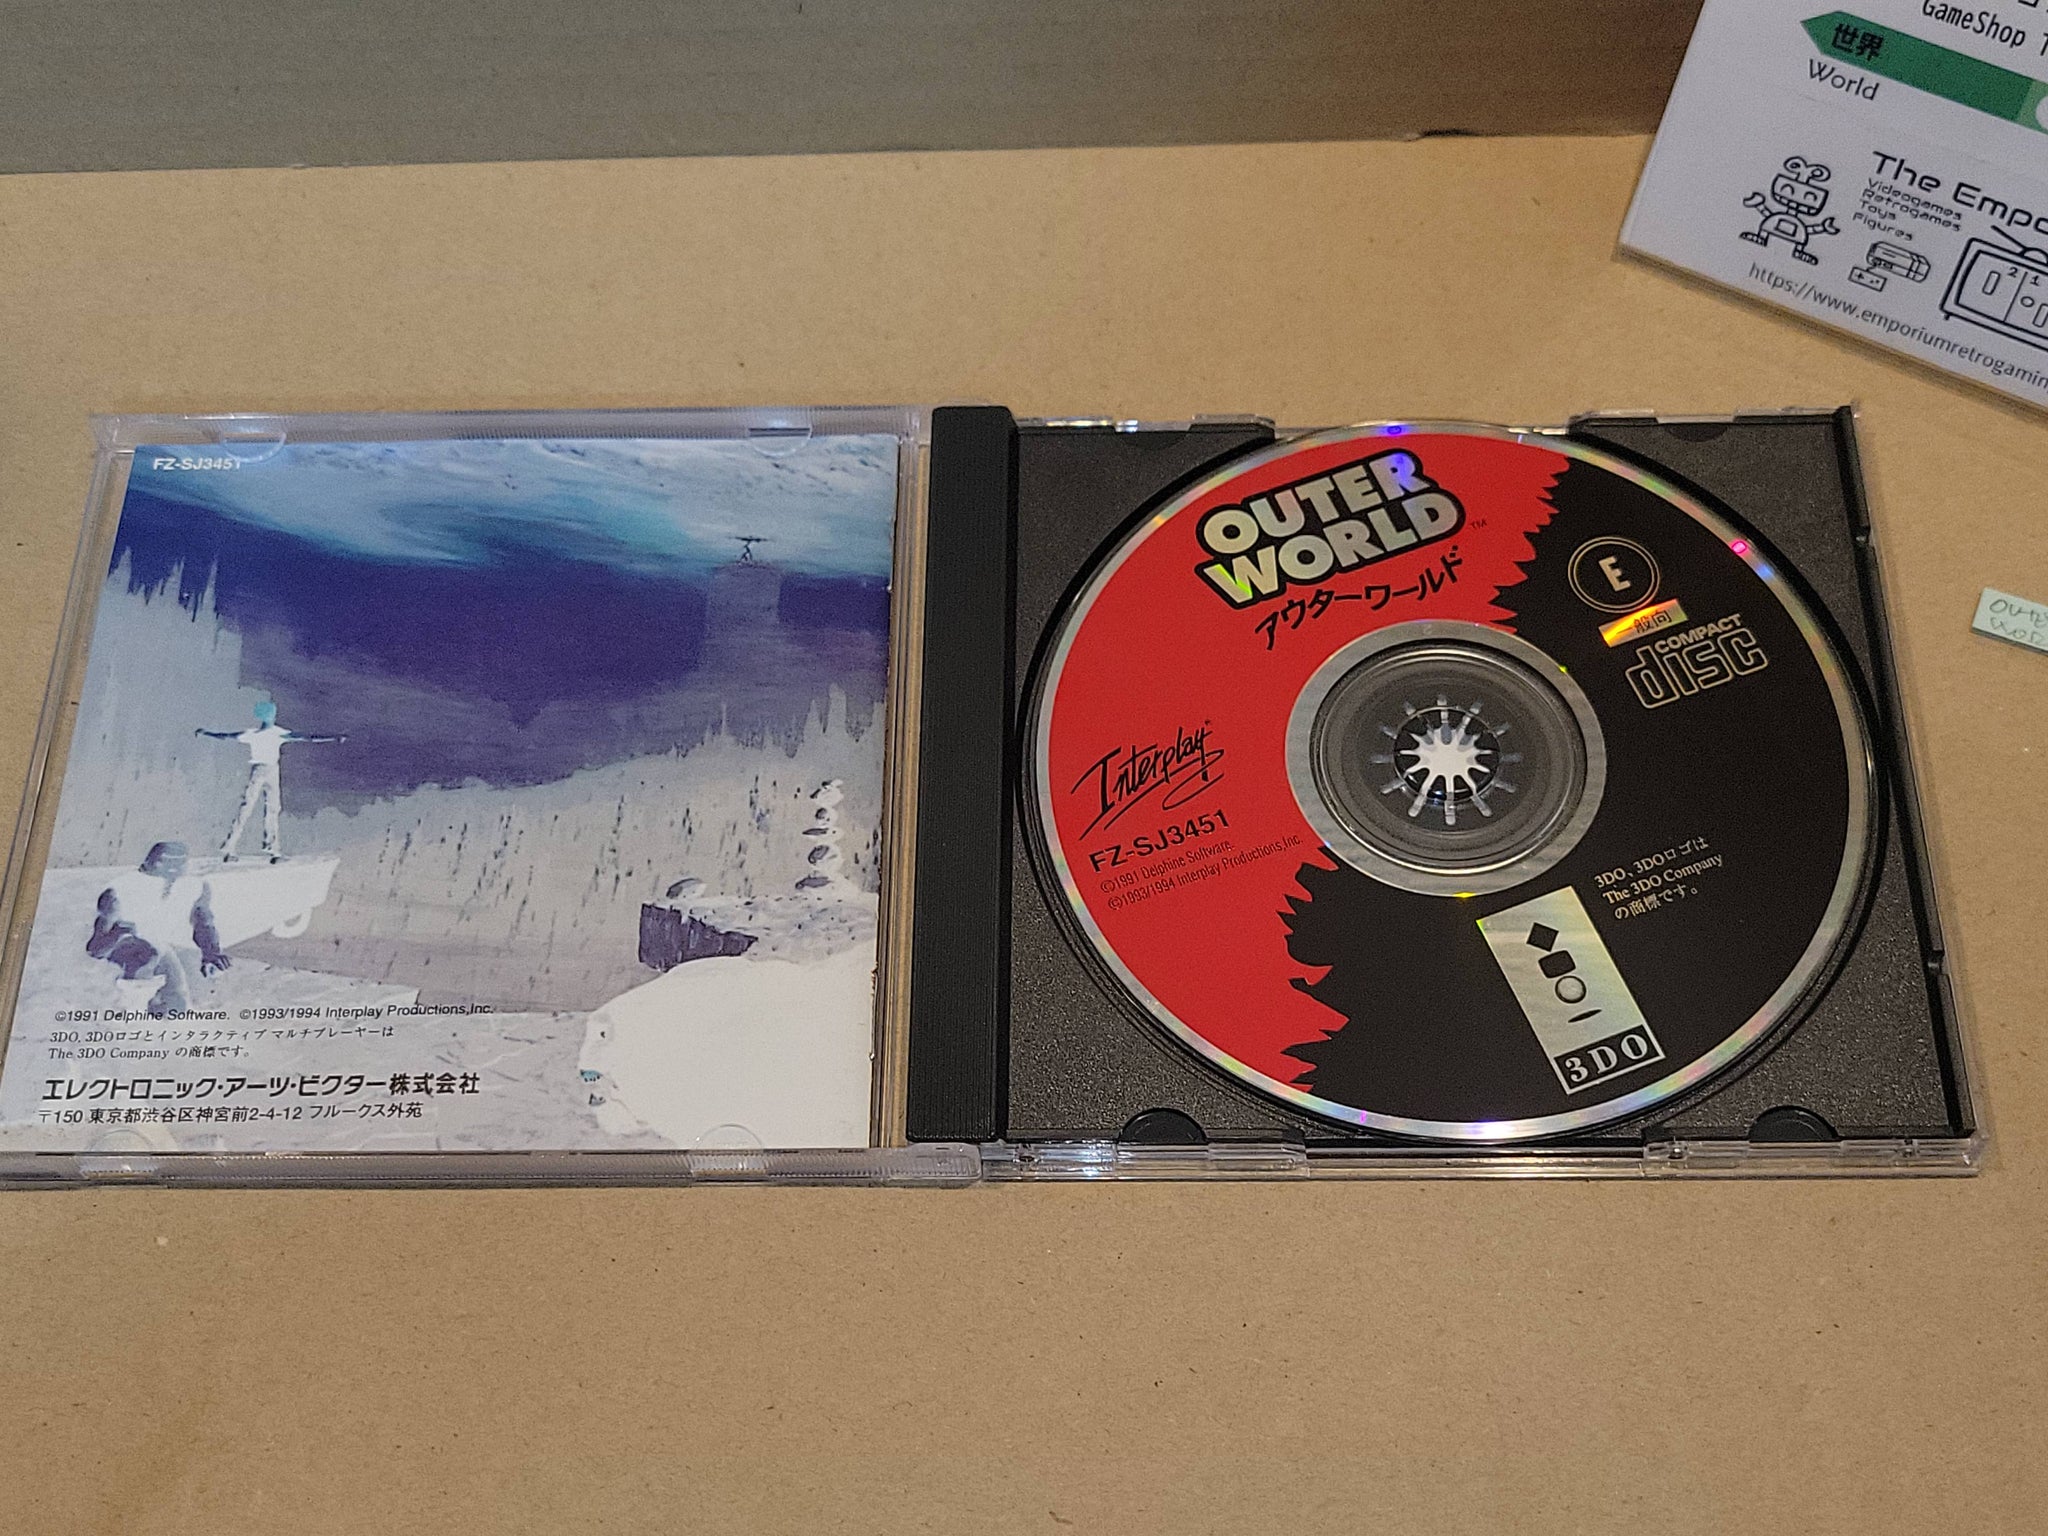 GameShop
世界
World
The
Videogames
Retrogames
Toys
Figures
2 1
https://www.emporiumretrogamin
FZ-SJ3451
©1991 Delphine Software. ©1993/1994 Interplay Productions,Inc.
3DO、3DOロゴとインタラクティブ マルチプレーヤーは
The 3DO Company の商標です。
エレクトロニック・アーツ・ビクター株式会社
〒150 東京都渋谷区神宮前2-4-12 フルークス外苑
OUTER
WORLD™
アウターワールド
E
一般向
COMPACT
disc
Interplay®
FZ-SJ3451
©1991 Delphine Software.
©1993/1994 Interplay Productions,Inc.
3DO、3DOロゴは
The 3DO Company
の商標です。
3DO